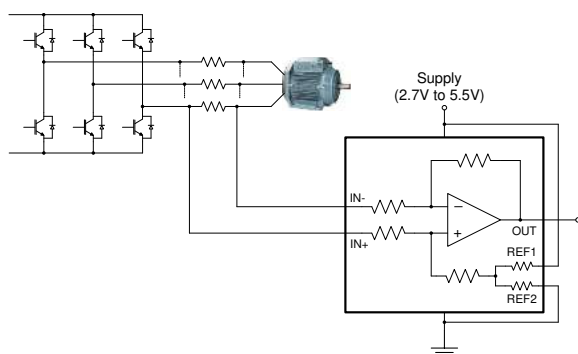 Supply
(2.7V to 5.5V)
IN-
−
OUT
IN+
+
REF1
REF2